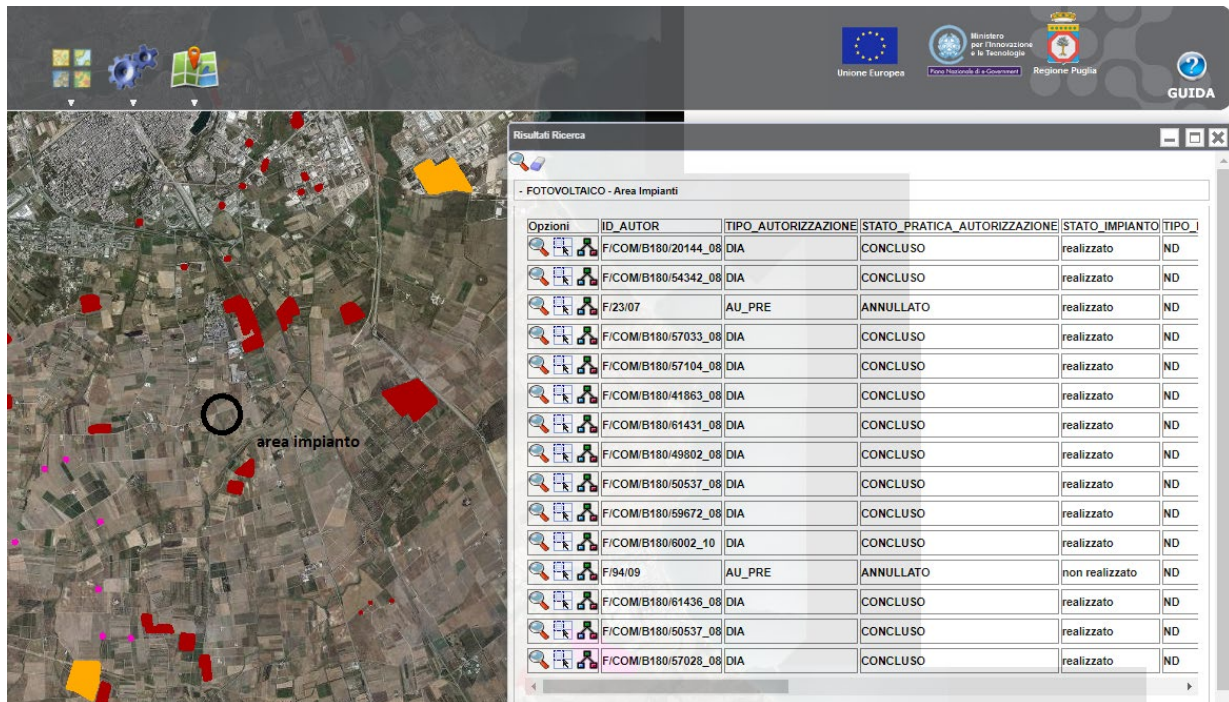 Unione Europea
Ministero
per l'Innovazione
e le Tecnologie
Piano Nazionale di e-Government
Regione Puglia
GUIDA
area impianto
Risultati Ricerca
- FOTOVOLTAICO - Area Impianti
Opzioni ID_AUTOR TIPO_AUTORIZZAZIONE STATO_PRATICA_AUTORIZZAZIONE STATO_IMPIANTO TIPO_I
F/COM/B180/20144_08 DIA CONCLUSO realizzato ND
F/COM/B180/54342_08 DIA CONCLUSO realizzato ND
F/23/07 AU_PRE ANNULLATO realizzato ND
F/COM/B180/57033_08 DIA CONCLUSO realizzato ND
F/COM/B180/57104_08 DIA CONCLUSO realizzato ND
F/COM/B180/41863_08 DIA CONCLUSO realizzato ND
F/COM/B180/61431_08 DIA CONCLUSO realizzato ND
F/COM/B180/49802_08 DIA CONCLUSO realizzato ND
F/COM/B180/50537_08 DIA CONCLUSO realizzato ND
F/COM/B180/59672_08 DIA CONCLUSO realizzato ND
F/COM/B180/6002_10 DIA CONCLUSO realizzato ND
F/94/09 AU_PRE ANNULLATO non realizzato ND
F/COM/B180/61436_08 DIA CONCLUSO realizzato ND
F/COM/B180/50537_08 DIA CONCLUSO realizzato ND
F/COM/B180/57028_08 DIA CONCLUSO realizzato ND